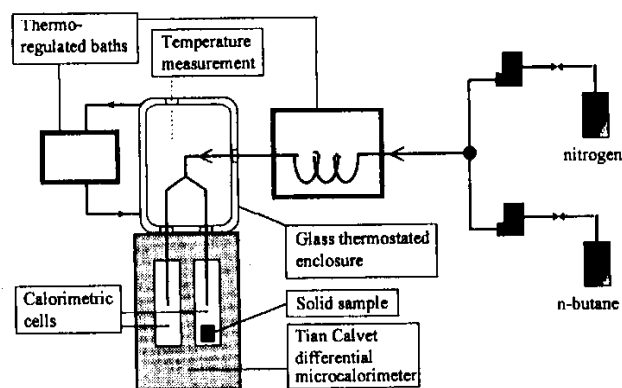 Thermo-
regulated baths
Temperature
measurement
nitrogen
Glass thermostated
enclosure
n-butane
Calorimetric
cells
Solid sample
Tian Calvet
differential
microcalorimeter